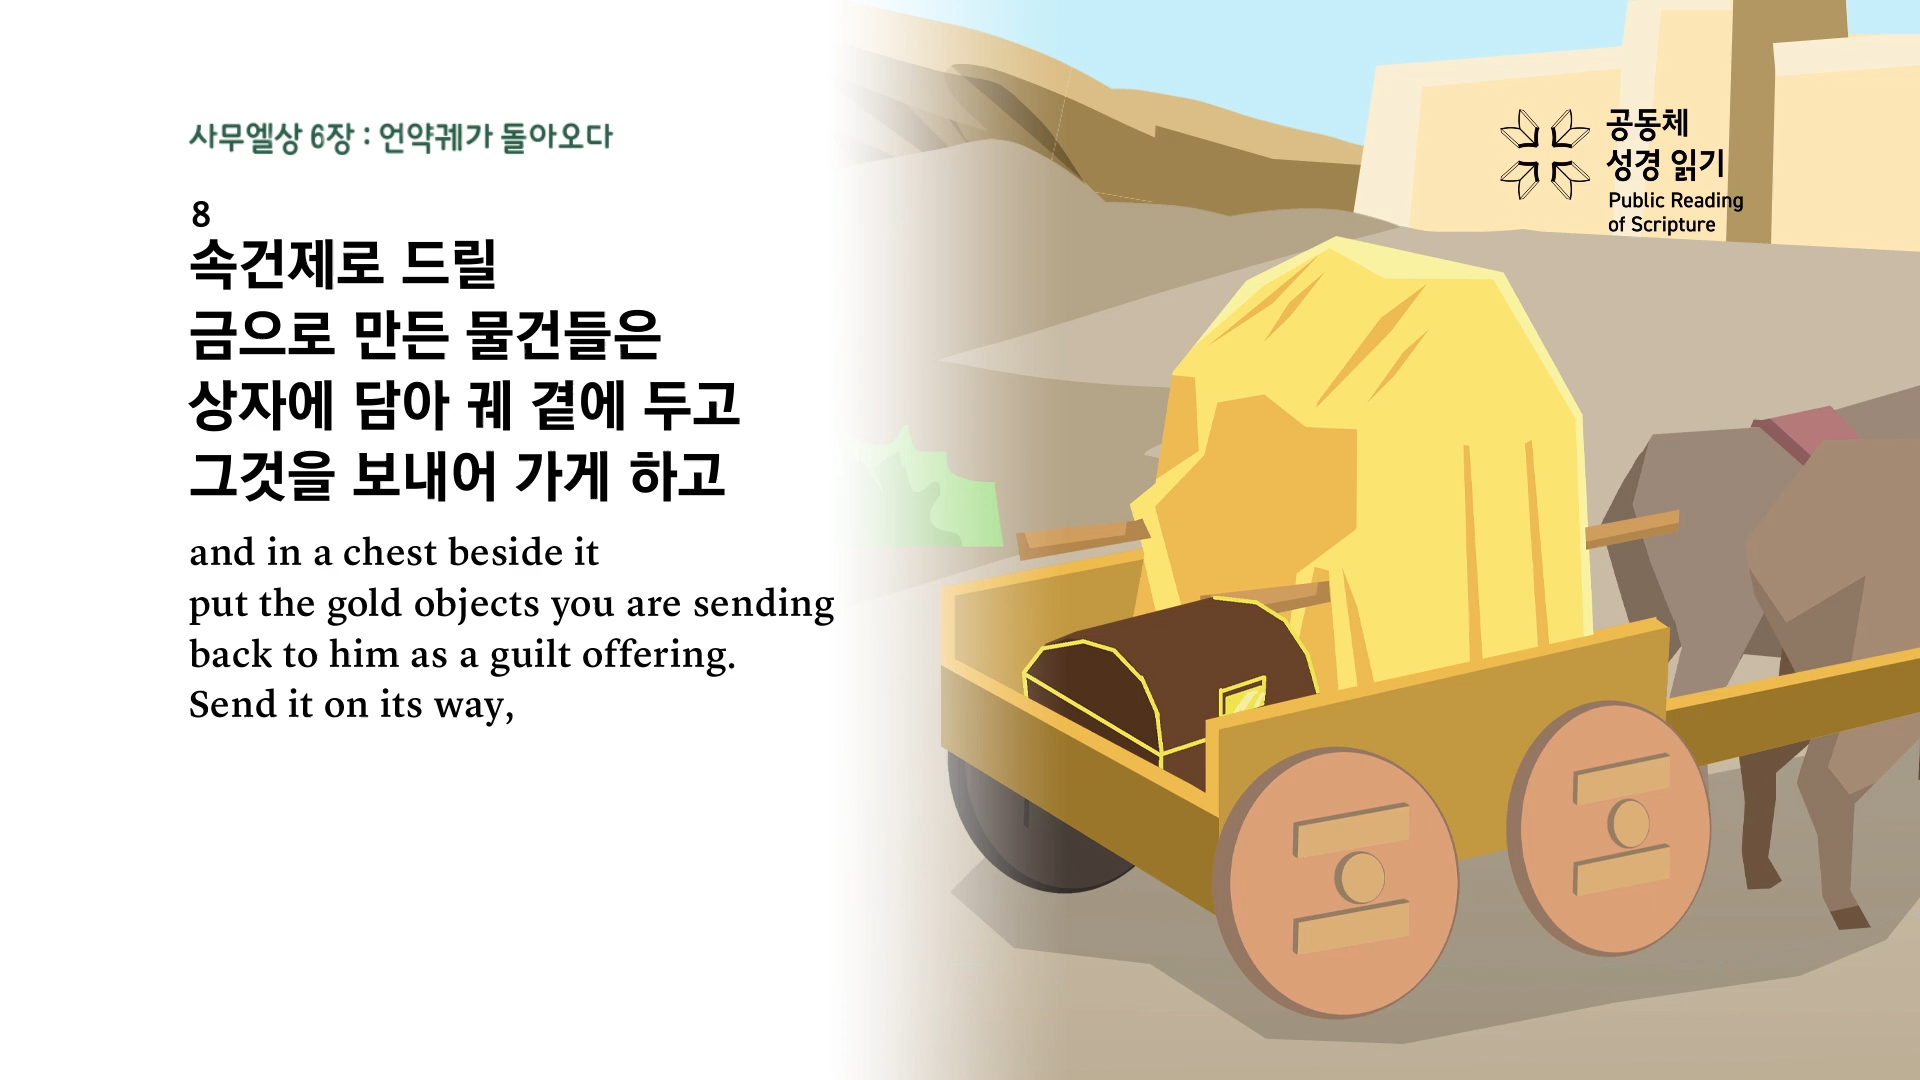 사무엘상 6장 : 언약궤가 돌아오다
8
속건제로 드릴
금으로 만든 물건들은
상자에 담아 궤 곁에 두고
그것을 보내어 가게 하고
and in a chest beside it
put the gold objects you are sending
back to him as a guilt offering.
Send it on its way,
공동체
성경 읽기
Public Reading
of Scripture